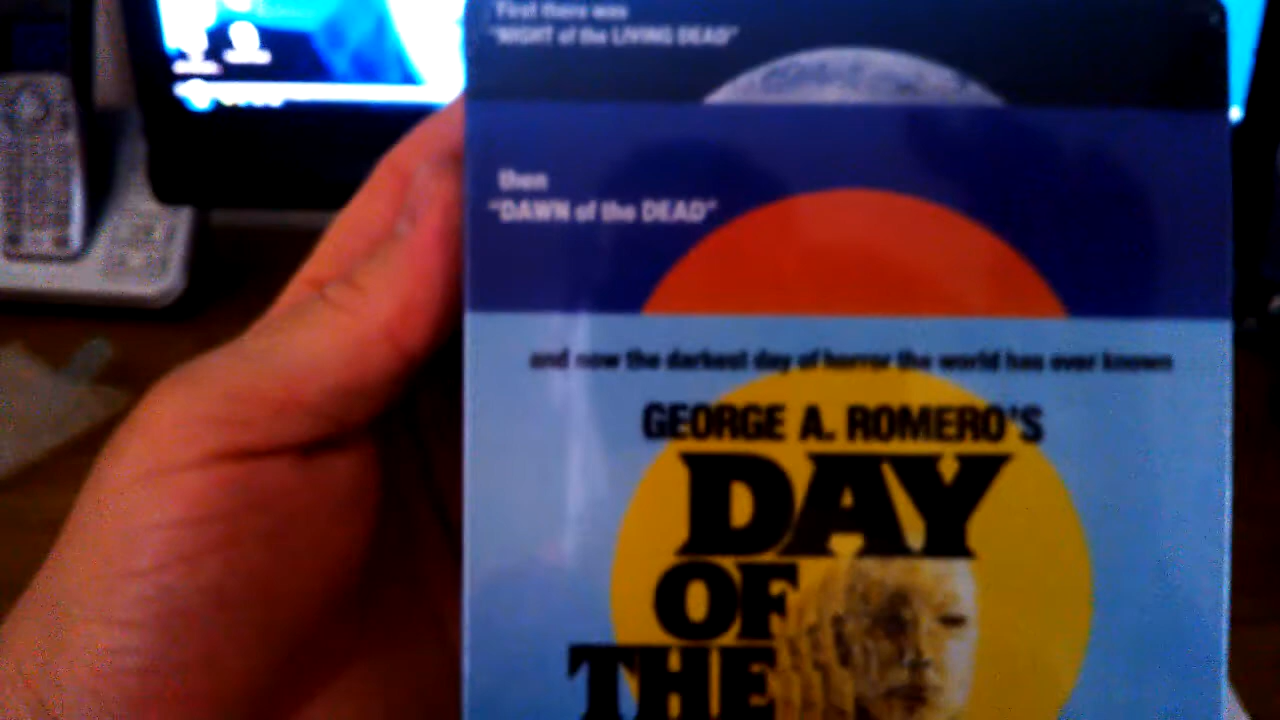 First there was
"NIGHT of the LIVING DEAD"
then
"DAWN of the DEAD"
and now the darkest day of horror the world has ever known
GEORGE A. ROMERO'S
DAY
OF
THE